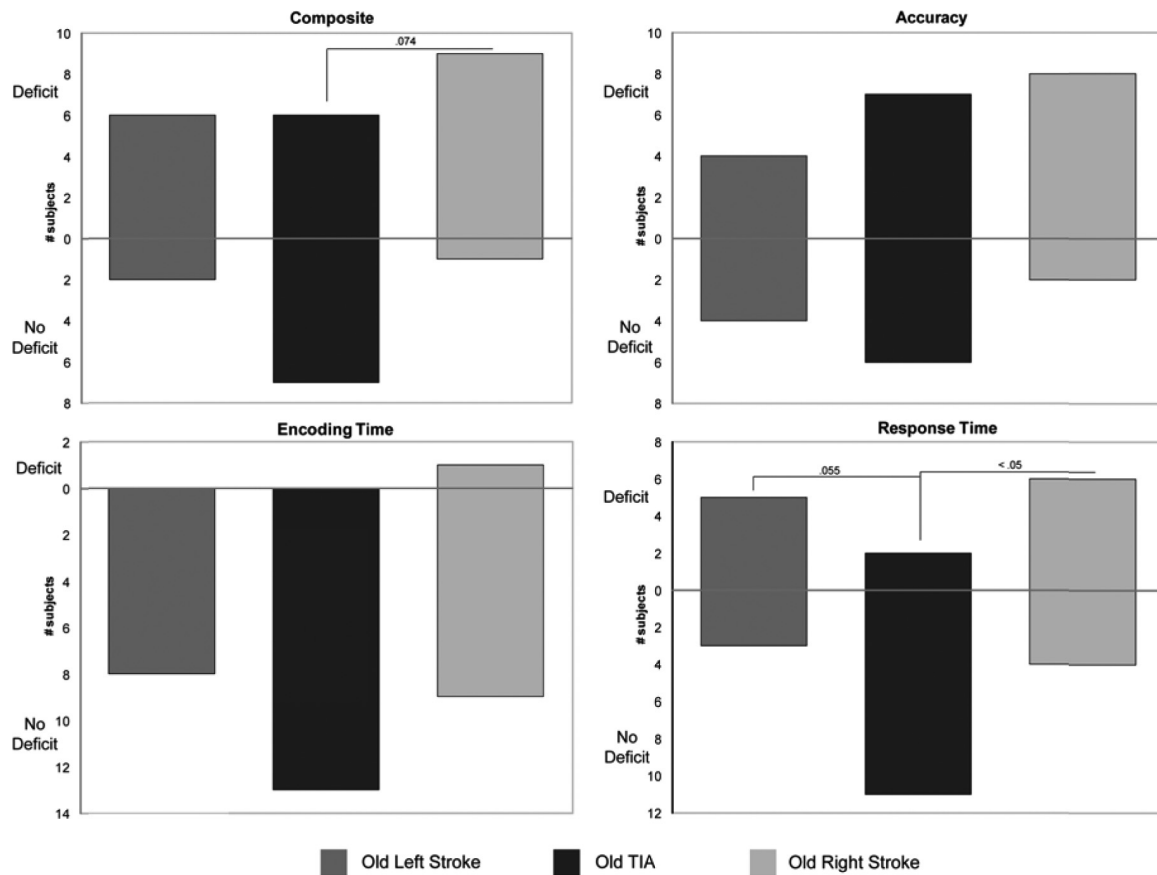 Composite
10
8
6
4
2
0
2
4
6
8
Deficit
# subjects
No
Deficit
.074
Accuracy
10
8
6
4
2
0
2
4
6
8
Deficit
No
Deficit
Encoding Time
2
0
2
4
6
8
10
12
14
Deficit
# subjects
No
Deficit
Response Time
8
6
4
2
0
2
4
6
8
10
12
Deficit
# subjects
No
Deficit
.055
< .05
Old Left Stroke
Old TIA
Old Right Stroke